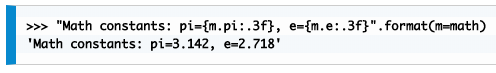 >>> "Math constants: pi={m.pi:.3f}, e={m.e:.3f}".format(m=math)
'Math constants: pi=3.142, e=2.718'